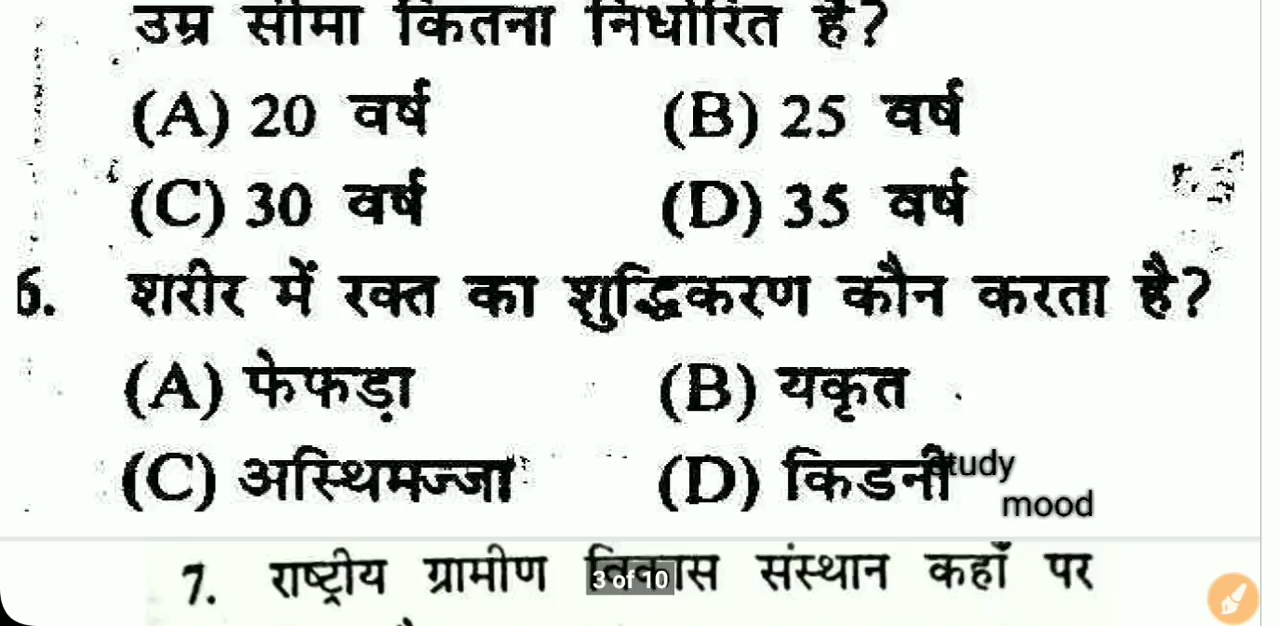 उम्र सीमा कितना निर्धारित है?
(A) 20 वर्ष (B) 25 वर्ष
(C) 30 वर्ष (D) 35 वर्ष
6. शरीर में रक्त का शुद्धिकरण कौन करता है?
(A) फेफड़ा (B) यकृत
(C) अस्थिमज्जा (D) किडनी
study
mood
7. राष्ट्रीय ग्रामीण विकास संस्थान कहाँ पर
3 of 10